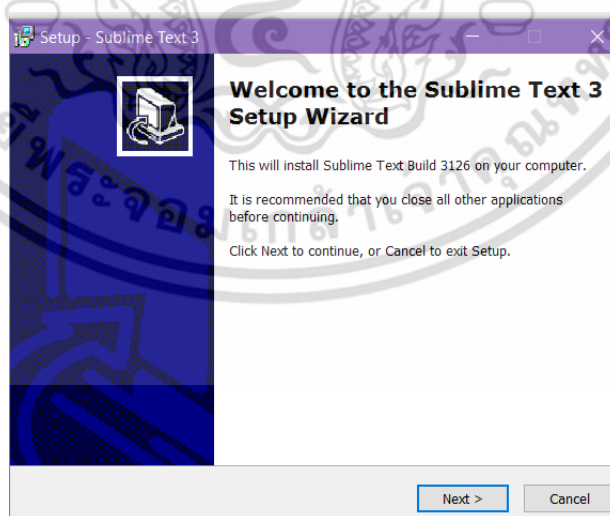 Setup - Sublime Text 3
Welcome to the Sublime Text 3
Setup Wizard
This will install Sublime Text Build 3126 on your computer.
It is recommended that you close all other applications
before continuing.
Click Next to continue, or Cancel to exit Setup.
Next >
Cancel